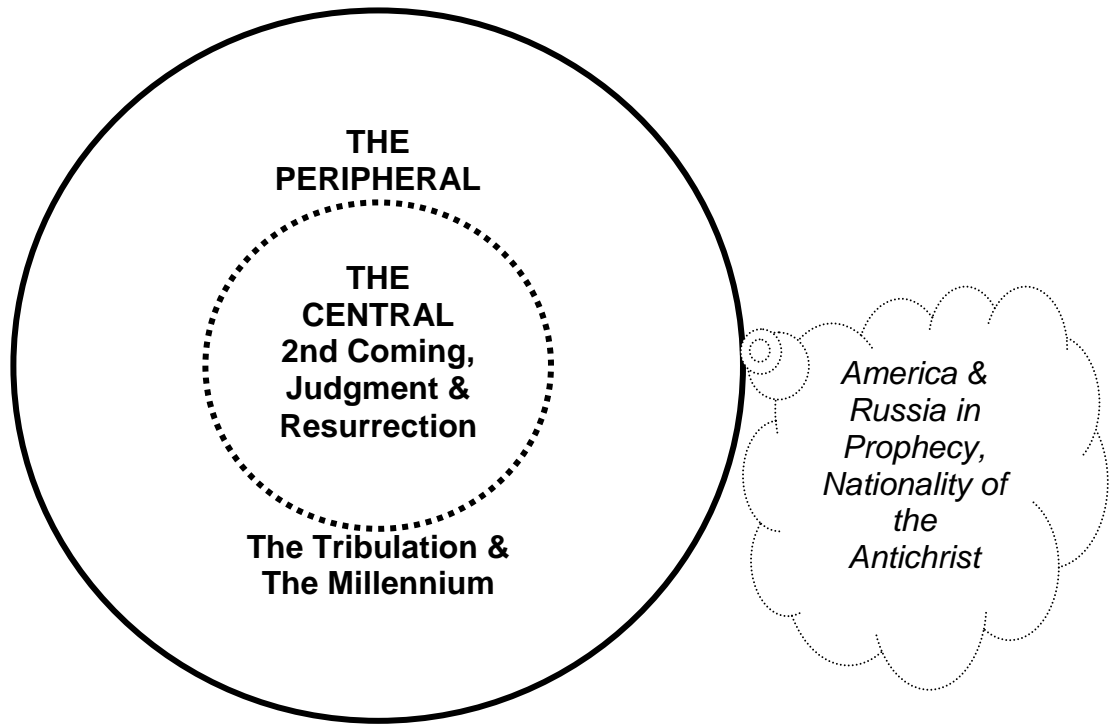 THE
PERIPHERAL
THE
CENTRAL
2nd Coming,
Judgment &
Resurrection
The Tribulation &
The Millennium
America &
Russia in
Prophecy,
Nationality of
the
Antichrist